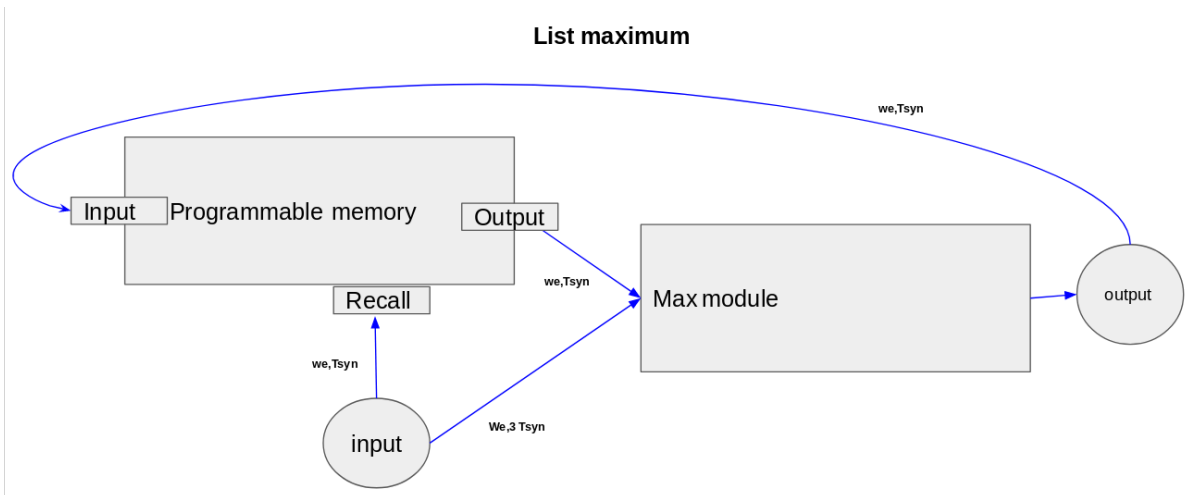 List maximum
we,Tsyn
Input
Programmable memory
Output
we,Tsyn
Max module
output
Recall
we,Tsyn
We,3 Tsyn
input